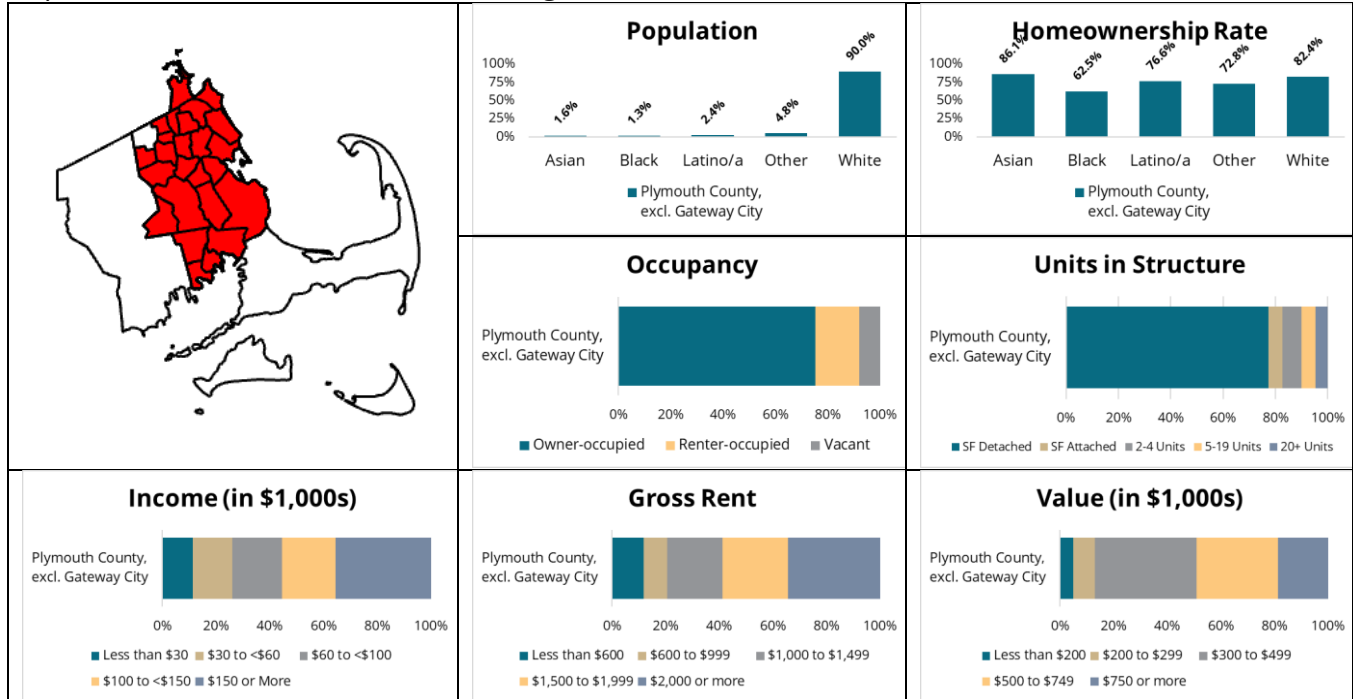 Population
90.0%
4.8%
2.4%
1.6%
1.3%
100%
75%
50%
25%
0%
Asian Black Latino/a Other White
Plymouth County,
excl. Gateway City
Homeownership Rate
86.1%
62.5%
76.6%
72.8%
82.4%
100%
75%
50%
25%
0%
Asian Black Latino/a Other White
Plymouth County,
excl. Gateway City
Occupancy
Plymouth County,
excl. Gateway City
0% 20% 40% 60% 80% 100%
Owner-occupied Renter-occupied Vacant
Units in Structure
Plymouth County,
excl. Gateway City
0% 20% 40% 60% 80% 100%
SF Detached SF Attached 2-4 Units 5-19 Units 20+ Units
Income (in $1,000s)
Plymouth County,
excl. Gateway City
0% 20% 40% 60% 80% 100%
Less than $30 $30 to <$60 $60 to <$100
$100 to <$150 $150 or More
Gross Rent
Plymouth County,
excl. Gateway City
0% 20% 40% 60% 80% 100%
Less than $600 $600 to $999 $1,000 to $1,499
$1,500 to $1,999 $2,000 or more
Value (in $1,000s)
Plymouth County,
excl. Gateway City
0% 20% 40% 60% 80% 100%
Less than $200 $200 to $299 $300 to $499
$500 to $749 $750 or more